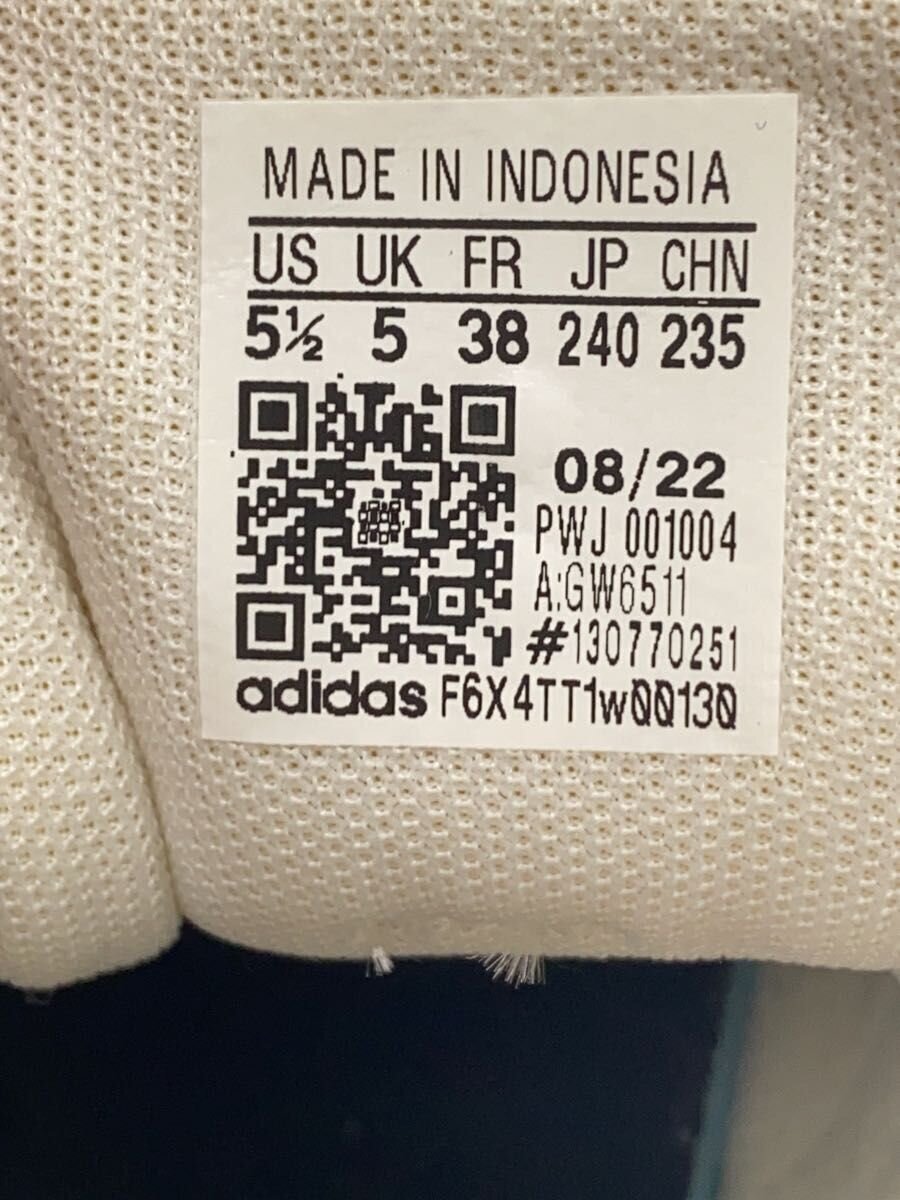 MADE IN INDONESIA
US UK FR JP CHN
5½ 5 38 240 235
08/22
PWJ 001004
A:GW6511
#130770251
adidas F6X4TT1w00130